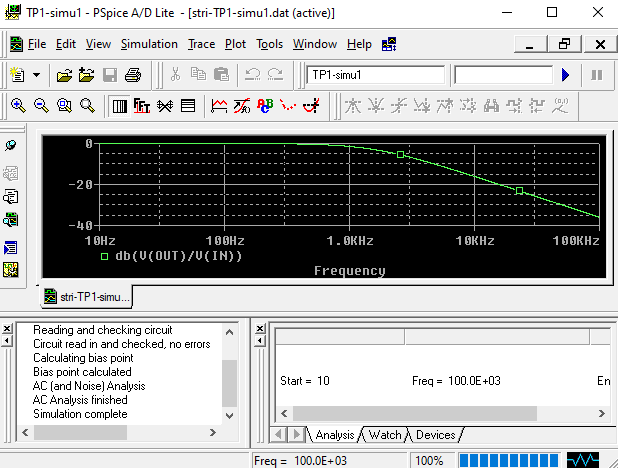 TP1-simu1 - PSpice A/D Lite - [stri-TP1-simu1.dat (active)]
File Edit View Simulation Trace Plot Tools Window Help
TP1-simu1
FFT
ABC
0
-20
-40
10Hz 100Hz 1.0KHz 10KHz 100KHz
db(V(OUT)/V(IN))
Frequency
stri-TP1-simu...
Reading and checking circuit
Circuit read in and checked, no errors
Calculating bias point
Bias point calculated
AC (and Noise) Analysis
AC Analysis finished
Simulation complete
Start = 10 Freq = 100.0E+03 En
Analysis Watch Devices
Freq = 100.0E+03 100%